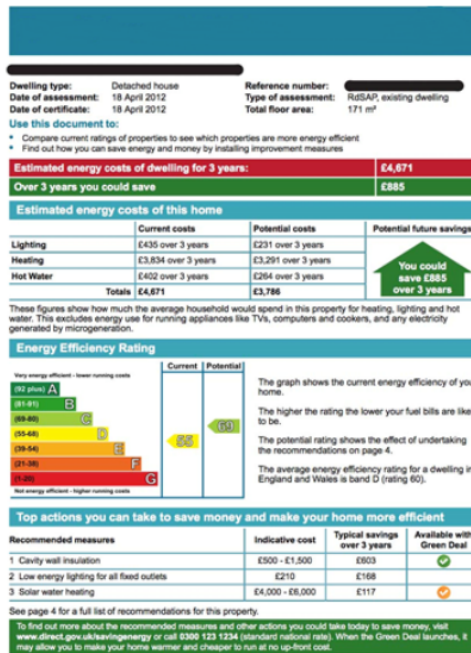 Dwelling type: Detached house Reference number:
Date of assessment: 18 April 2012 Type of assessment: RdSAP, existing dwelling
Date of certificate: 18 April 2012 Total floor area: 171 m²
Use this document to:
• Compare current ratings of properties to see which properties are more energy efficient
• Find out how you can save energy and money by installing improvement measures
Estimated energy costs of dwelling for 3 years: £4,671
Over 3 years you could save £885
Estimated energy costs of this home
Current costs Potential costs Potential future savings
Lighting £435 over 3 years £231 over 3 years
Heating £3,834 over 3 years £3,291 over 3 years
Hot Water £402 over 3 years £264 over 3 years
Totals £4,671 £3,786
You could
save £885
over 3 years
These figures show how much the average household would spend in this property for heating, lighting and hot
water. This excludes energy use for running appliances like TVs, computers and cookers, and any electricity
generated by microgeneration.
Energy Efficiency Rating
Current Potential
Very energy efficient - lower running costs
(92 plus) A
(81-91) B
(69-80) C
(55-68) D
(39-54) E
(21-38) F
(1-20) G
Not energy efficient - higher running costs
55
69
The graph shows the current energy efficiency of you
home.
The higher the rating the lower your fuel bills are like
to be.
The potential rating shows the effect of undertaking
the recommendations on page 4.
The average energy efficiency rating for a dwelling in
England and Wales is band D (rating 60).
Top actions you can take to save money and make your home more efficient
Recommended measures Indicative cost Typical savings over 3 years Available with Green Deal
1 Cavity wall insulation £500 - £1,500 £603
2 Low energy lighting for all fixed outlets £210 £168
3 Solar water heating £4,000 - £6,000 £117
See page 4 for a full list of recommendations for this property.
To find out more about the recommended measures and other actions you could take today to save money, visit
www.direct.gov.uk/savingenergy or call 0300 123 1234 (standard national rate). When the Green Deal launches, it
may allow you to make your home warmer and cheaper to run at no up-front cost.